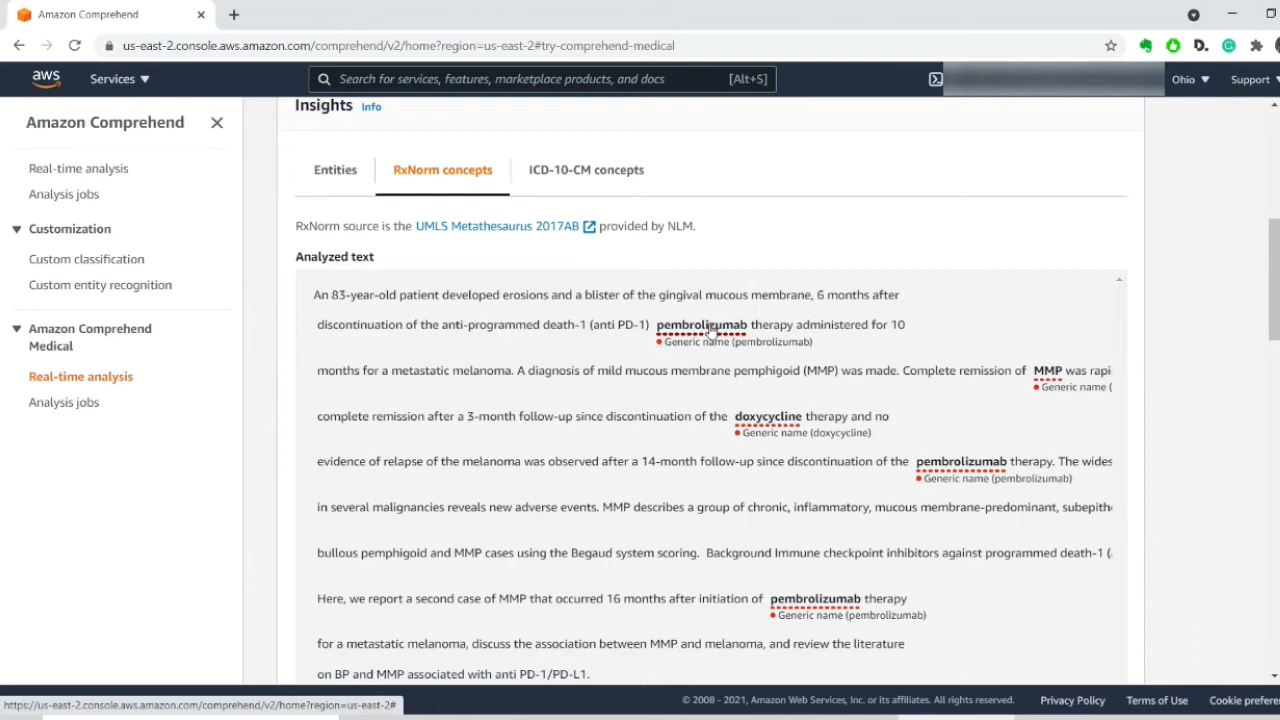 Amazon Comprehend
us-east-2.console.aws.amazon.com/comprehend/v2/home?region=us-east-2#try-comprehend-medical
D.
aws
Services
Search for services, features, marketplace products, and docs [Alt+S]
Ohio
Support
Amazon Comprehend
Real-time analysis
Analysis jobs
Customization
Custom classification
Custom entity recognition
Amazon Comprehend
Medical
Real-time analysis
Analysis jobs
Insights Info
Entities
RxNorm concepts
ICD-10-CM concepts
RxNorm source is the UMLS Metathesaurus 2017AB provided by NLM.
Analyzed text
An 83-year-old patient developed erosions and a blister of the gingival mucous membrane, 6 months after
discontinuation of the anti-programmed death-1 (anti PD-1) pembrolizumab therapy administered for 10
Generic name (pembrolizumab)
months for a metastatic melanoma. A diagnosis of mild mucous membrane pemphigoid (MMP) was made. Complete remission of MMP was rapi
Generic name (
complete remission after a 3-month follow-up since discontinuation of the doxycycline therapy and no
Generic name (doxycycline)
evidence of relapse of the melanoma was observed after a 14-month follow-up since discontinuation of the pembrolizumab therapy. The wides
Generic name (pembrolizumab)
in several malignancies reveals new adverse events. MMP describes a group of chronic, inflammatory, mucous membrane-predominant, subepith
bullous pemphigoid and MMP cases using the Begaud system scoring. Background Immune checkpoint inhibitors against programmed death-1 (
Here, we report a second case of MMP that occurred 16 months after initiation of pembrolizumab therapy
Generic name (pembrolizumab)
for a metastatic melanoma, discuss the association between MMP and melanoma, and review the literature
on BP and MMP associated with anti PD-1/PD-L1.
https://us-east-2.console.aws.amazon.com/comprehend/v2/home?region=us-east-2#
© 2008 - 2021, Amazon Web Services, Inc. or its affiliates. All rights reserved.
Privacy Policy
Terms of Use
Cookie prefere